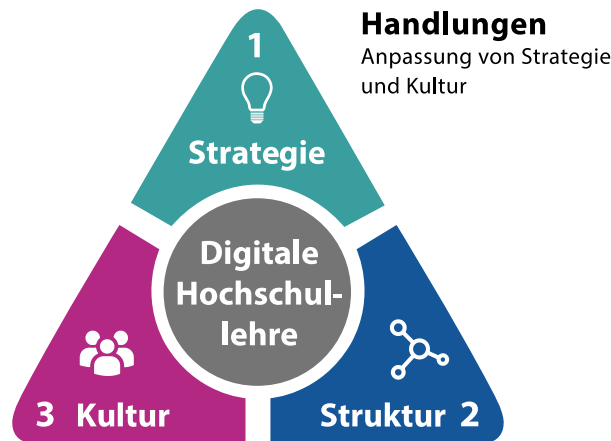 Handlungen
Anpassung von Strategie
und Kultur
1
Strategie
Digitale
Hochschul-
lehre
3 Kultur
Struktur 2